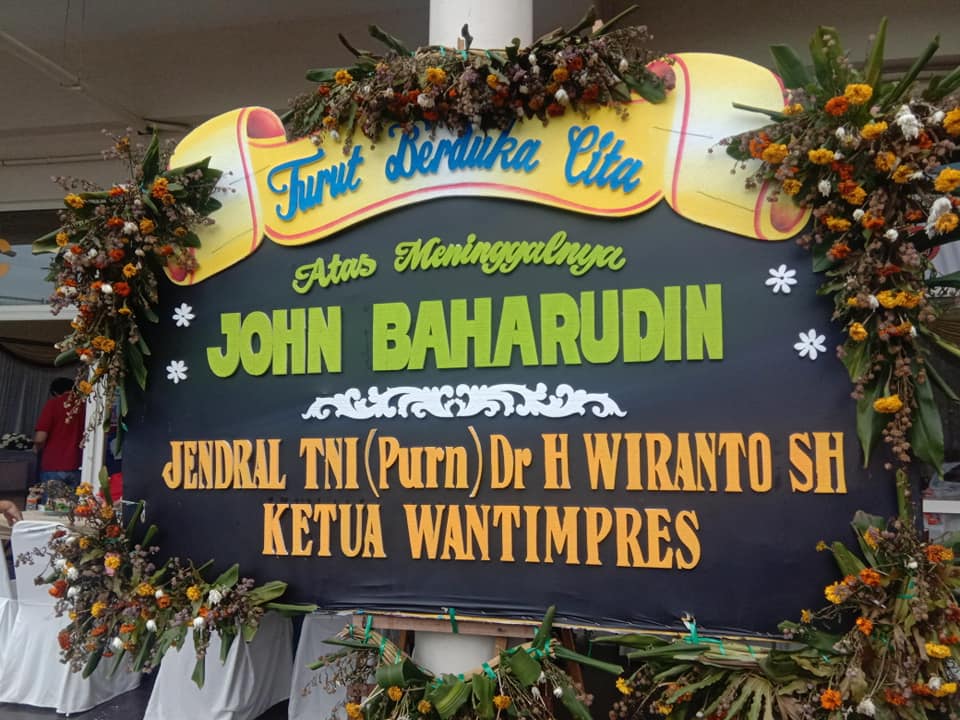 Turut Berduka Cita
Atas Meninggalnya
JOHN BAHARUDIN
JENDRAL TNI (Purn) Dr H WIRANTO SH
KETUA WANTIMPRES